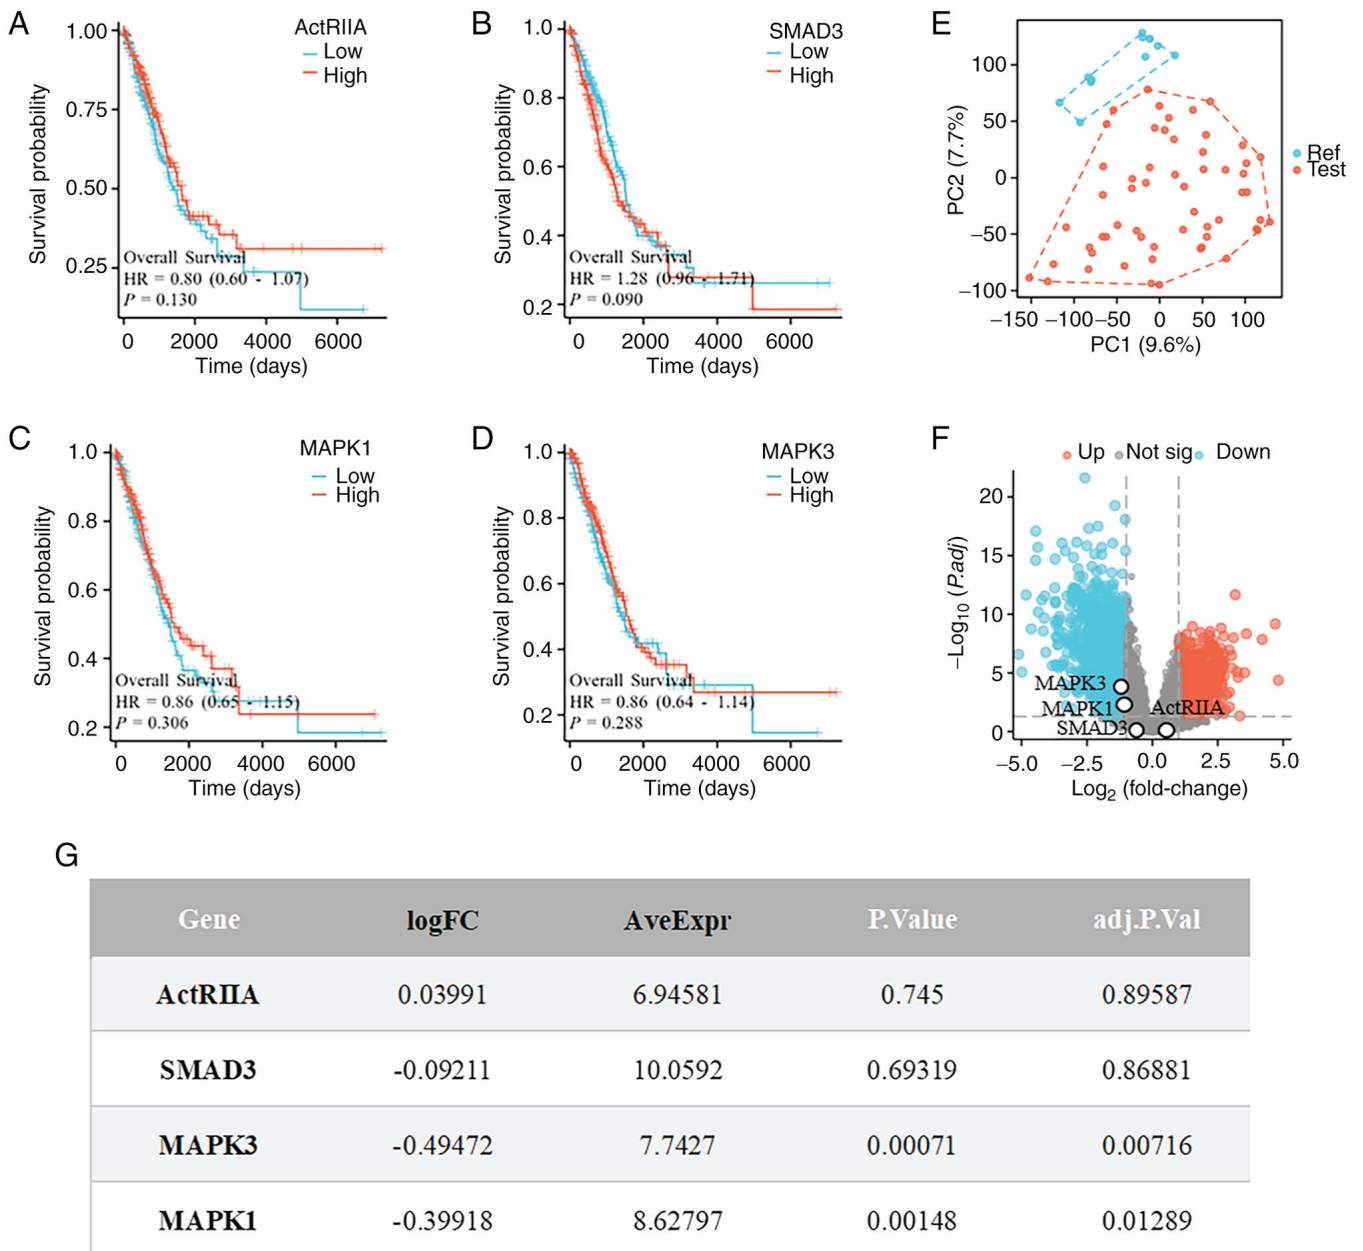 A
ActRIIA
Low
High
1.00
0.75
0.50
0.25
Survival probability
Overall Survival
HR = 0.80 (0.60 - 1.07)
P = 0.130
0 2000 4000 6000
Time (days)
B
SMAD3
Low
High
1.0
0.8
0.6
0.4
0.2
Survival probability
Overall Survival
HR = 1.28 (0.96 - 1.71)
P = 0.090
0 2000 4000 6000
Time (days)
E
100
50
0
−50
−100
PC2 (7.7%)
−150 −100 −50 0 50 100
PC1 (9.6%)
Ref
Test
C
MAPK1
Low
High
1.0
0.8
0.6
0.4
0.2
Survival probability
Overall Survival
HR = 0.86 (0.65 - 1.15)
P = 0.306
0 2000 4000 6000
Time (days)
D
MAPK3
Low
High
1.0
0.8
0.6
0.4
0.2
Survival probability
Overall Survival
HR = 0.86 (0.64 - 1.14)
P = 0.288
0 2000 4000 6000
Time (days)
F
Up Not sig Down
20
15
10
5
0
−Log10 (P.adj)
MAPK3
MAPK1 ActRIIA
SMAD3
−5.0 −2.5 0.0 2.5 5.0
Log2 (fold-change)
G
Gene logFC AveExpr P.Value adj.P.Val
ActRIIA 0.03991 6.94581 0.745 0.89587
SMAD3 -0.09211 10.0592 0.69319 0.86881
MAPK3 -0.49472 7.7427 0.00071 0.00716
MAPK1 -0.39918 8.62797 0.00148 0.01289